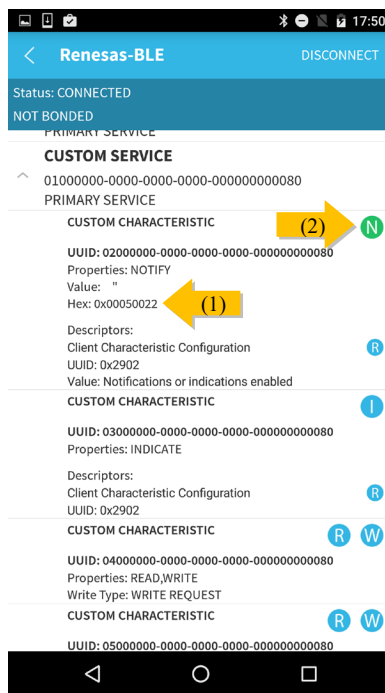 17:50
Renesas-BLE DISCONNECT
Status: CONNECTED
NOT BONDED
PRIMARY SERVICE
CUSTOM SERVICE
01000000-0000-0000-0000-000000000080
PRIMARY SERVICE
CUSTOM CHARACTERISTIC (2) N
UUID: 02000000-0000-0000-0000-000000000080
Properties: NOTIFY
Value: "
Hex: 0x00050022 (1)
Descriptors:
Client Characteristic Configuration R
UUID: 0x2902
Value: Notifications or indications enabled
CUSTOM CHARACTERISTIC I
UUID: 03000000-0000-0000-0000-000000000080
Properties: INDICATE
Descriptors:
Client Characteristic Configuration R
UUID: 0x2902
CUSTOM CHARACTERISTIC R W
UUID: 04000000-0000-0000-0000-000000000080
Properties: READ,WRITE
Write Type: WRITE REQUEST
CUSTOM CHARACTERISTIC R W
UUID: 05000000-0000-0000-0000-000000000080